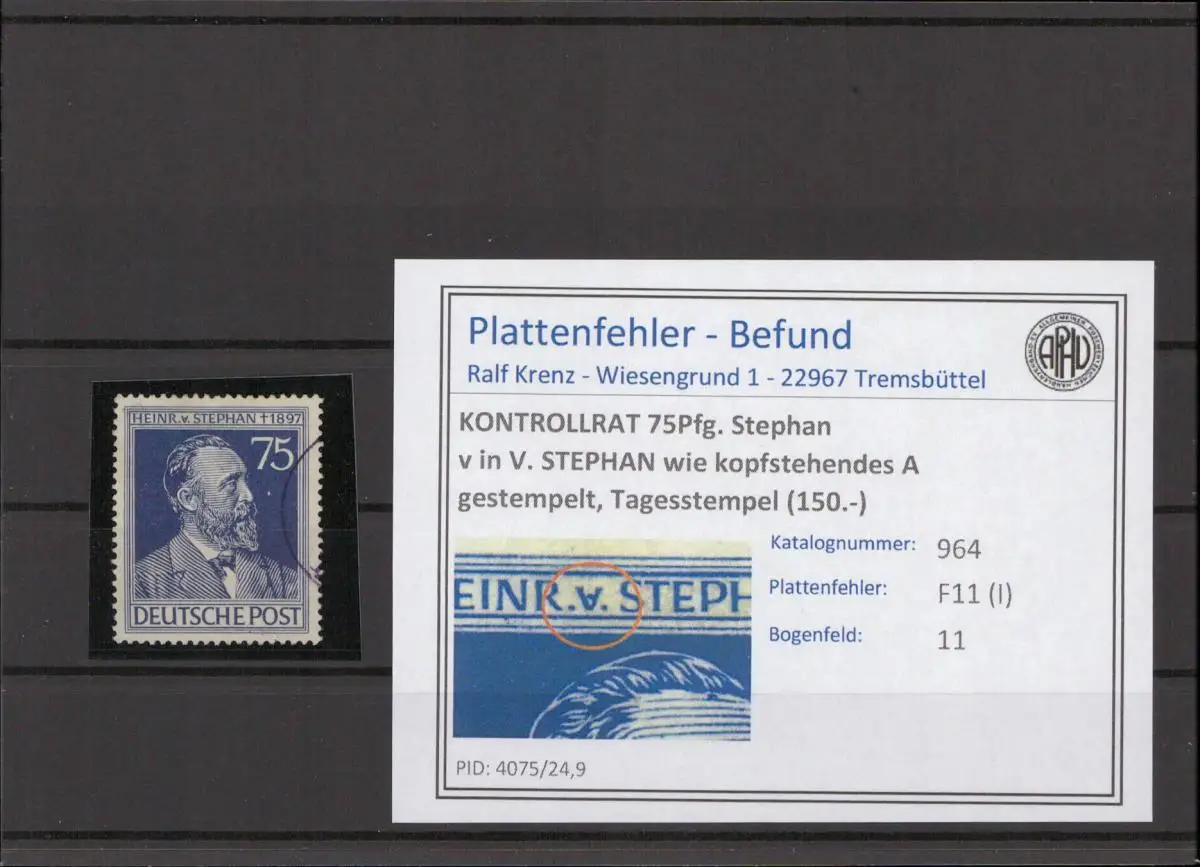 HEINR.v. STEPHAN †1897
75
DEUTSCHE POST
Plattenfehler - Befund
Ralf Krenz - Wiesengrund 1 - 22967 Tremsbüttel
APHV
KONTROLLRAT 75Pfg. Stephan
v in V. STEPHAN wie kopfstehendes A
gestempelt, Tagesstempel (150.-)
EINR.v. STEPH
Katalognummer: 964
Plattenfehler: F11 (I)
Bogenfeld: 11
PID: 4075/24,9